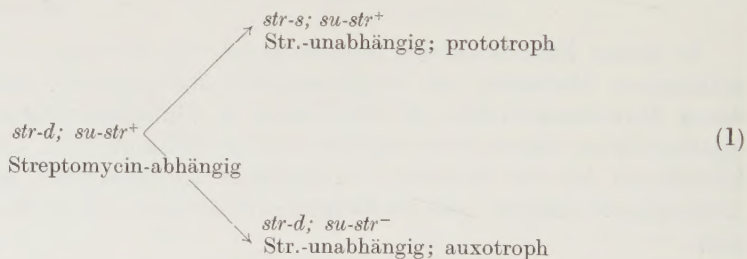 str-s; su-str⁺
Str.-unabhängig; prototroph
str-d; su-str⁺
Streptomycin-abhängig
(1)
str-d; su-str⁻
Str.-unabhängig; auxotroph